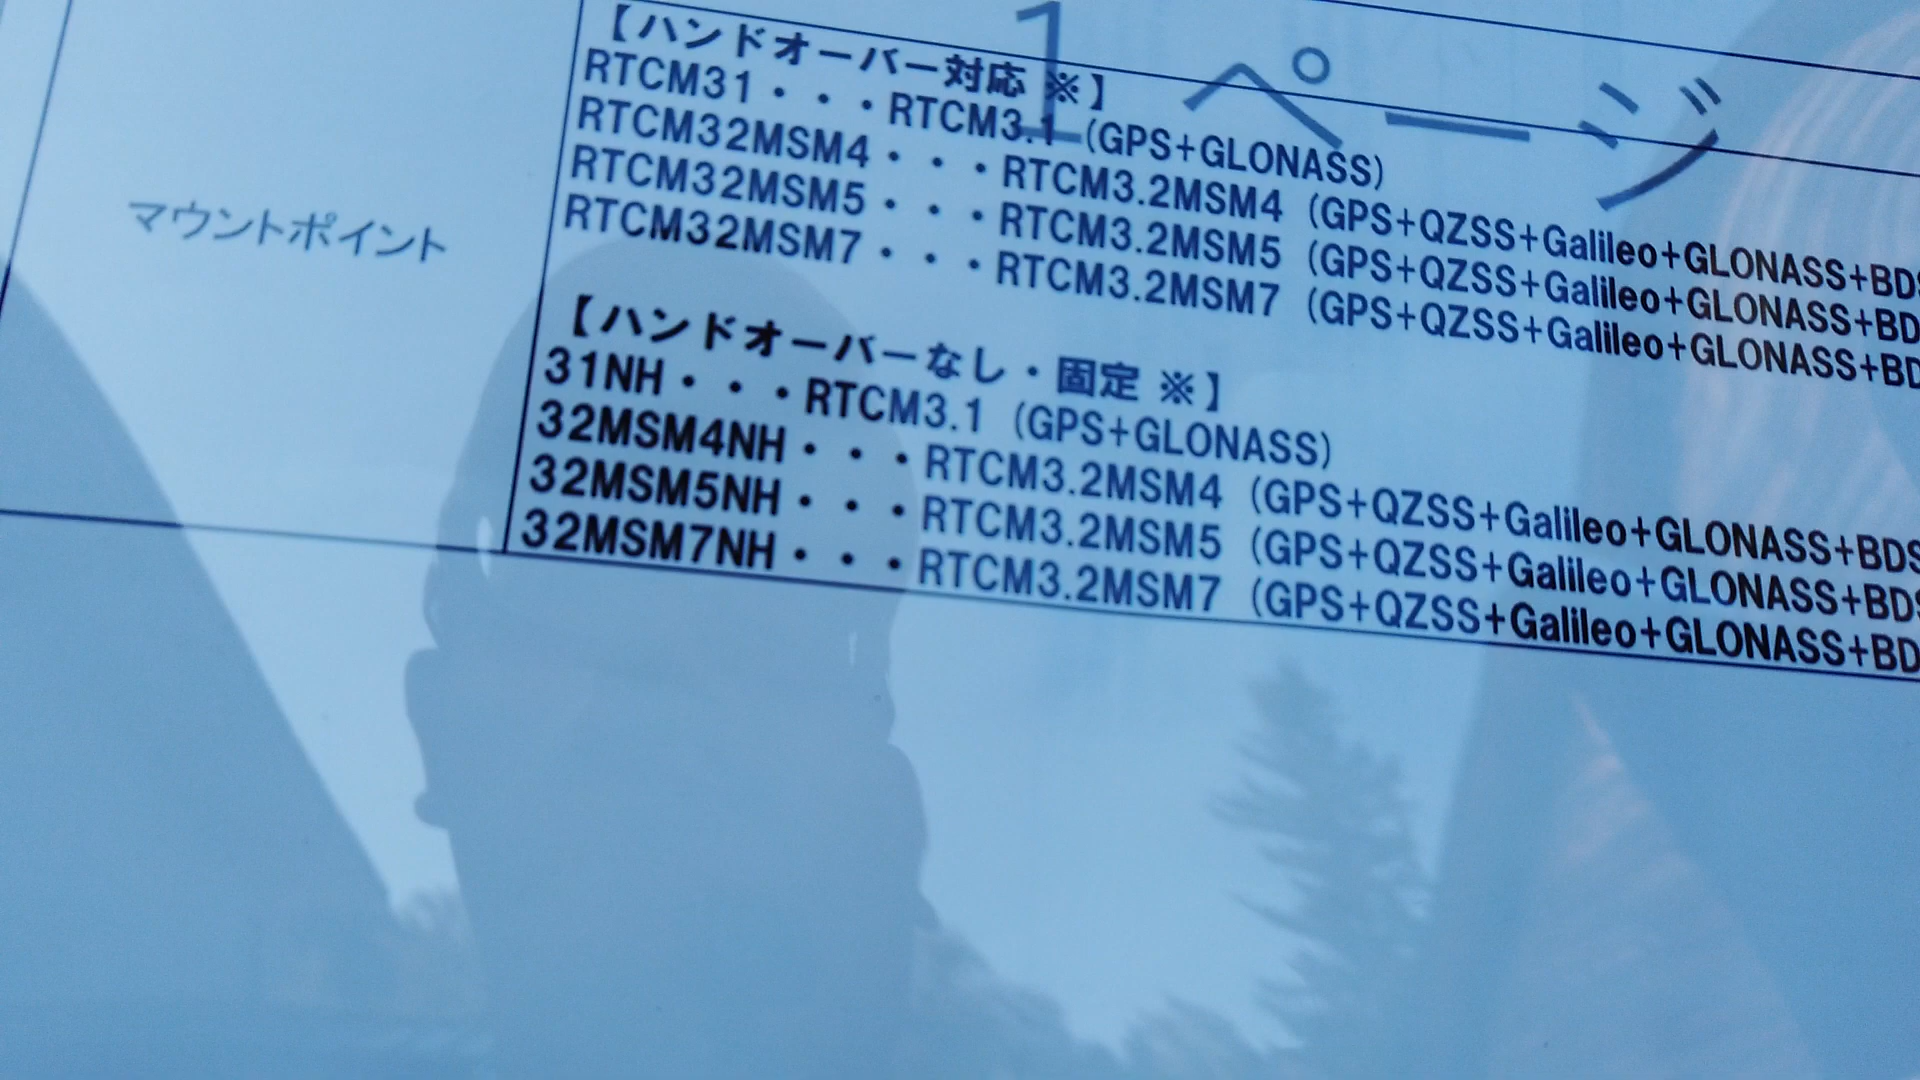 1ページ
マウントポイント
【ハンドオーバー対応 ※】
RTCM31・・・RTCM3.1 (GPS+GLONASS)
RTCM32MSM4・・・RTCM3.2MSM4 (GPS+QZSS+Galileo+GLONASS+BDS
RTCM32MSM5・・・RTCM3.2MSM5 (GPS+QZSS+Galileo+GLONASS+BD
RTCM32MSM7・・・RTCM3.2MSM7 (GPS+QZSS+Galileo+GLONASS+BD
【ハンドオーバーなし・固定 ※】
31NH・・・RTCM3.1 (GPS+GLONASS)
32MSM4NH・・・RTCM3.2MSM4 (GPS+QZSS+Galileo+GLONASS+BDS
32MSM5NH・・・RTCM3.2MSM5 (GPS+QZSS+Galileo+GLONASS+BDS
32MSM7NH・・・RTCM3.2MSM7 (GPS+QZSS+Galileo+GLONASS+BD